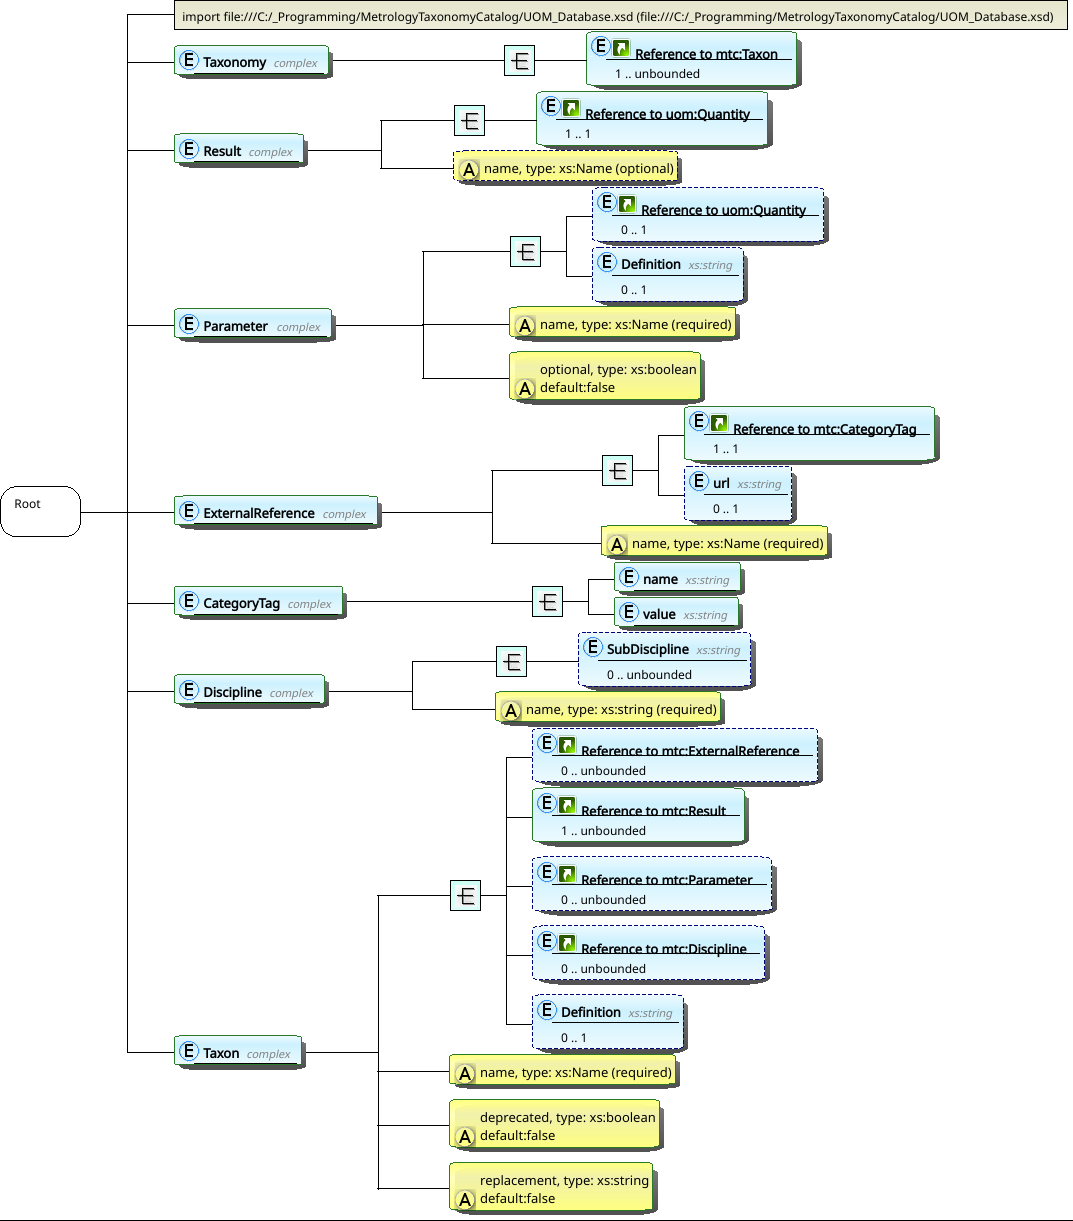 import file:///C:/_Programming/MetrologyTaxonomyCatalog/UOM_Database.xsd (file:///C:/_Programming/MetrologyTaxonomyCatalog/UOM_Database.xsd)
E Taxonomy complex
E Reference to mtc:Taxon
1 .. unbounded
E Result complex
E Reference to uom:Quantity
1 .. 1
A name, type: xs:Name (optional)
E Parameter complex
E Reference to uom:Quantity
0 .. 1
E Definition xs:string
0 .. 1
A name, type: xs:Name (required)
optional, type: xs:boolean
A default:false
Root
E ExternalReference complex
E Reference to mtc:CategoryTag
1 .. 1
E url xs:string
0 .. 1
A name, type: xs:Name (required)
E CategoryTag complex
E name xs:string
E value xs:string
E Discipline complex
E SubDiscipline xs:string
0 .. unbounded
A name, type: xs:string (required)
E Taxon complex
E Reference to mtc:ExternalReference
0 .. unbounded
E Reference to mtc:Result
1 .. unbounded
E Reference to mtc:Parameter
0 .. unbounded
E Reference to mtc:Discipline
0 .. unbounded
E Definition xs:string
0 .. 1
A name, type: xs:Name (required)
deprecated, type: xs:boolean
A default:false
replacement, type: xs:string
A default:false